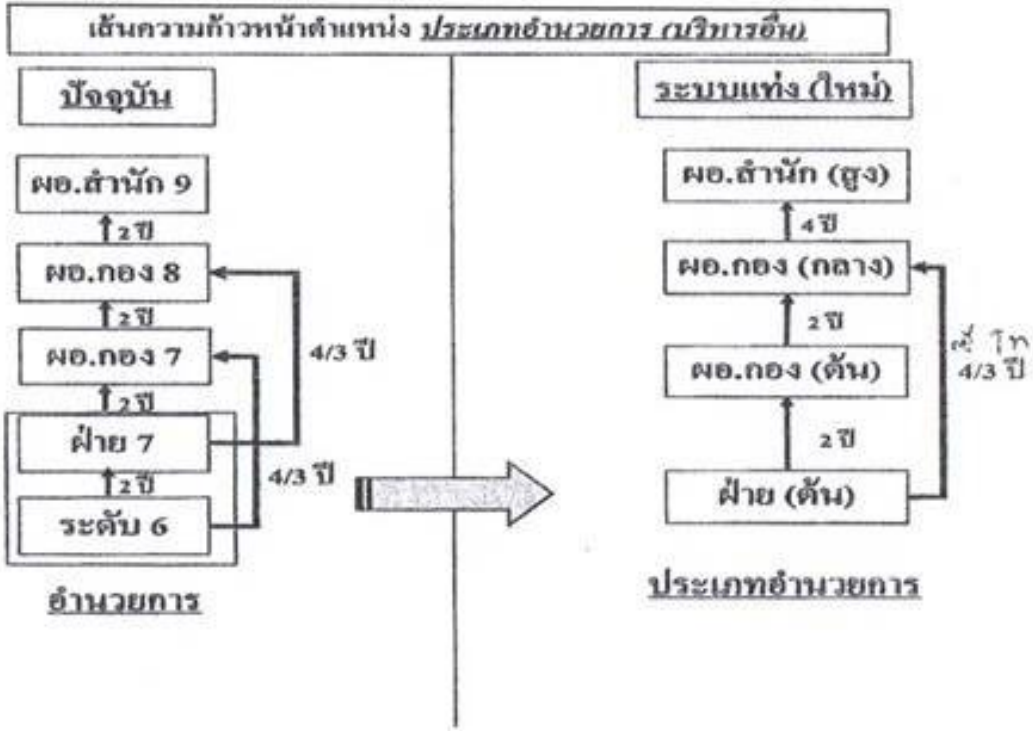 เส้นความก้าวหน้าตำแหน่ง ประเภทอำนวยการ (บริหารอื่น)
ปัจจุบัน
ผอ.สำนัก 9
2 ปี
ผอ.กอง 8
2 ปี
ผอ.กอง 7
2 ปี
ฝ่าย 7
2 ปี
ระดับ 6
4/3 ปี
4/3 ปี
อำนวยการ
ระบบแท่ง (ใหม่)
ผอ.สำนัก (สูง)
4 ปี
ผอ.กอง (กลาง)
2 ปี
ผอ.กอง (ต้น)
2 ปี
ฝ่าย (ต้น)
โท
4/3 ปี
ประเภทอำนวยการ